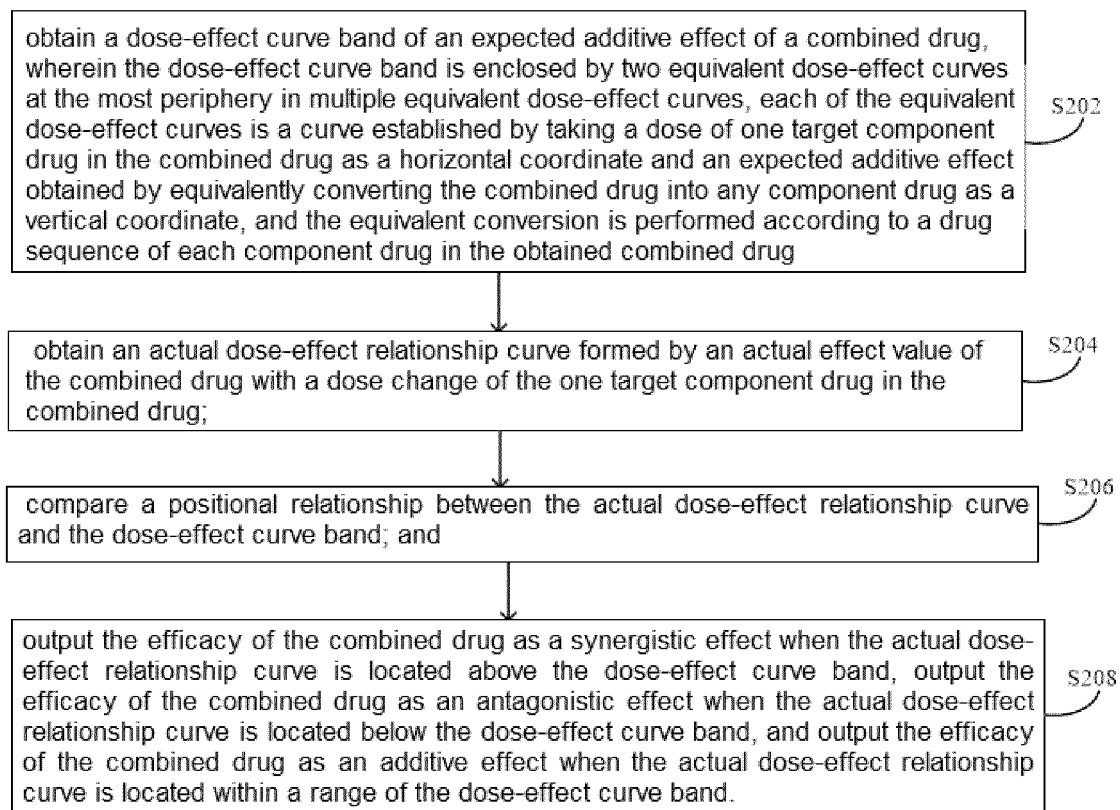 obtain a dose-effect curve band of an expected additive effect of a combined drug,
wherein the dose-effect curve band is enclosed by two equivalent dose-effect curves
at the most periphery in multiple equivalent dose-effect curves, each of the equivalent
dose-effect curves is a curve established by taking a dose of one target component
drug in the combined drug as a horizontal coordinate and an expected additive effect
obtained by equivalently converting the combined drug into any component drug as a
vertical coordinate, and the equivalent conversion is performed according to a drug
sequence of each component drug in the obtained combined drug
S202
obtain an actual dose-effect relationship curve formed by an actual effect value of
the combined drug with a dose change of the one target component drug in the
combined drug;
S204
compare a positional relationship between the actual dose-effect relationship curve
and the dose-effect curve band; and
S206
output the efficacy of the combined drug as a synergistic effect when the actual dose-
effect relationship curve is located above the dose-effect curve band, output the
efficacy of the combined drug as an antagonistic effect when the actual dose-effect
relationship curve is located below the dose-effect curve band, and output the efficacy
of the combined drug as an additive effect when the actual dose-effect relationship
curve is located within a range of the dose-effect curve band.
S208